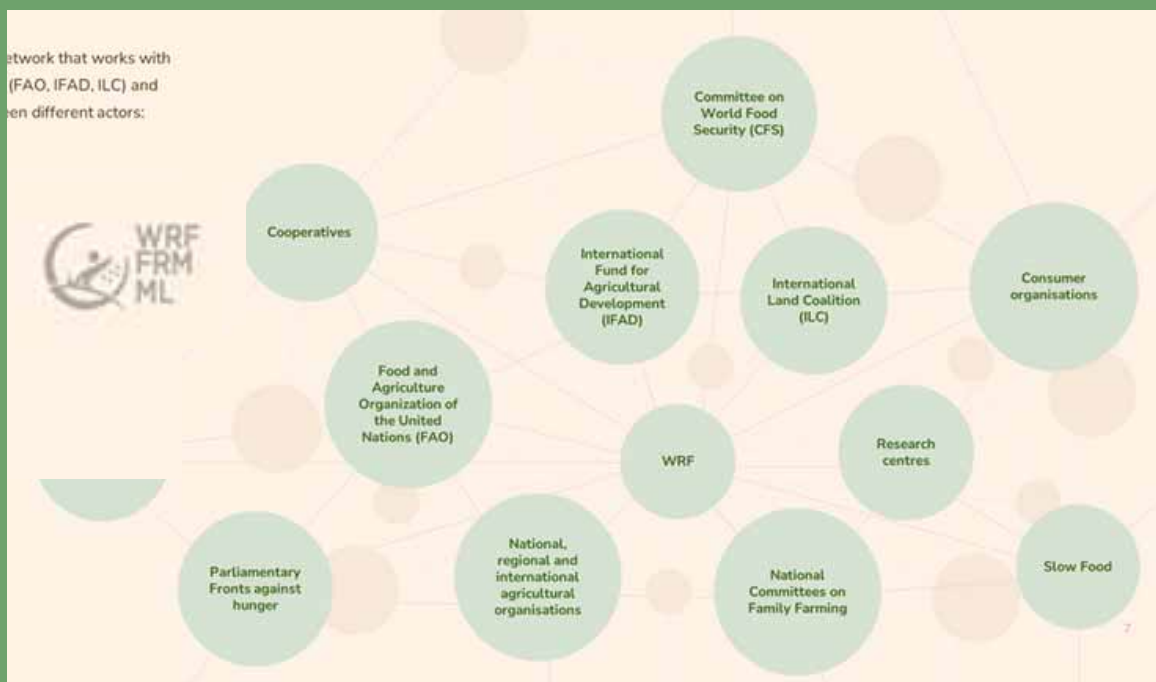 etwork that works with
(FAO, IFAD, ILC) and
een different actors:
WRF
FRM
ML
Committee on
World Food
Security (CFS)
Cooperatives
International
Fund for
Agricultural
Development
(IFAD)
International
Land Coalition
(ILC)
Consumer
organisations
Food and
Agriculture
Organization of
the United
Nations (FAO)
WRF
Research
centres
Parliamentary
Fronts against
hunger
National,
regional and
international
agricultural
organisations
National
Committees on
Family Farming
Slow Food
7